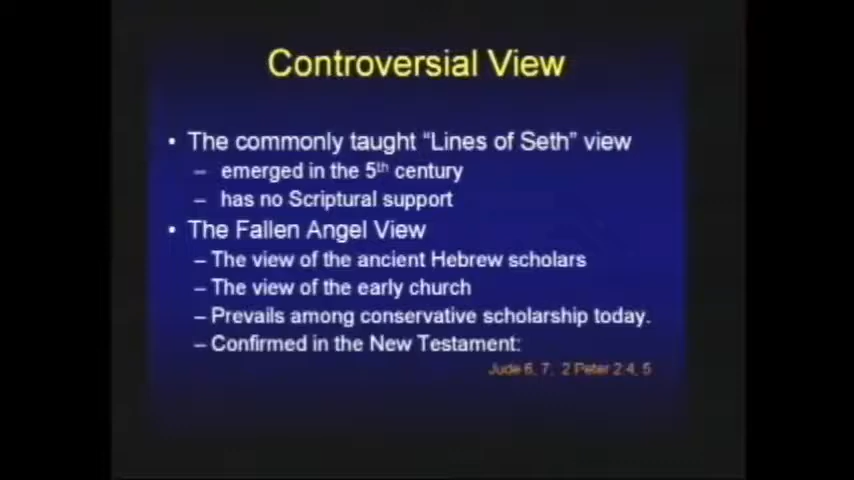 Controversial View
• The commonly taught “Lines of Seth” view
– emerged in the 5th century
– has no Scriptural support
• The Fallen Angel View
– The view of the ancient Hebrew scholars
– The view of the early church
– Prevails among conservative scholarship today.
– Confirmed in the New Testament:
Jude 6, 7, 2 Peter 2:4, 5